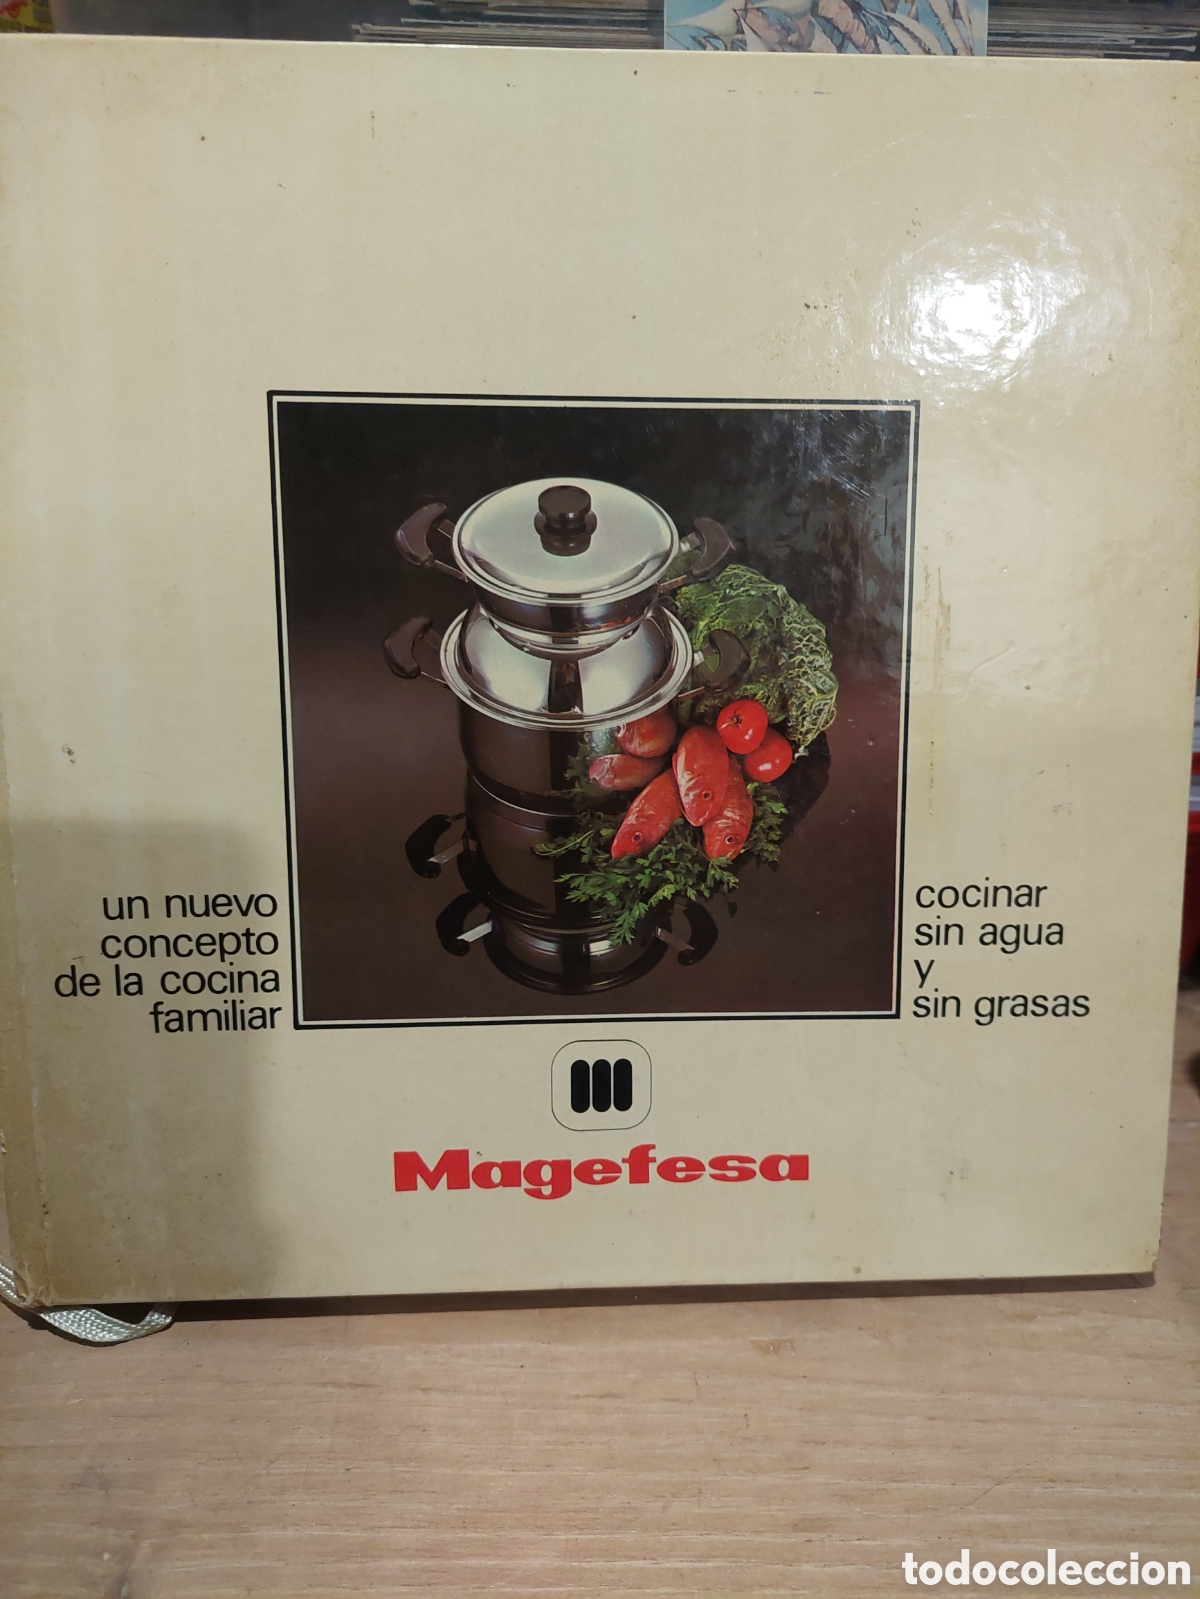 un nuevo
concepto
de la cocina
familiar
cocinar
sin agua
y
sin grasas
Magefesa
todocoleccion